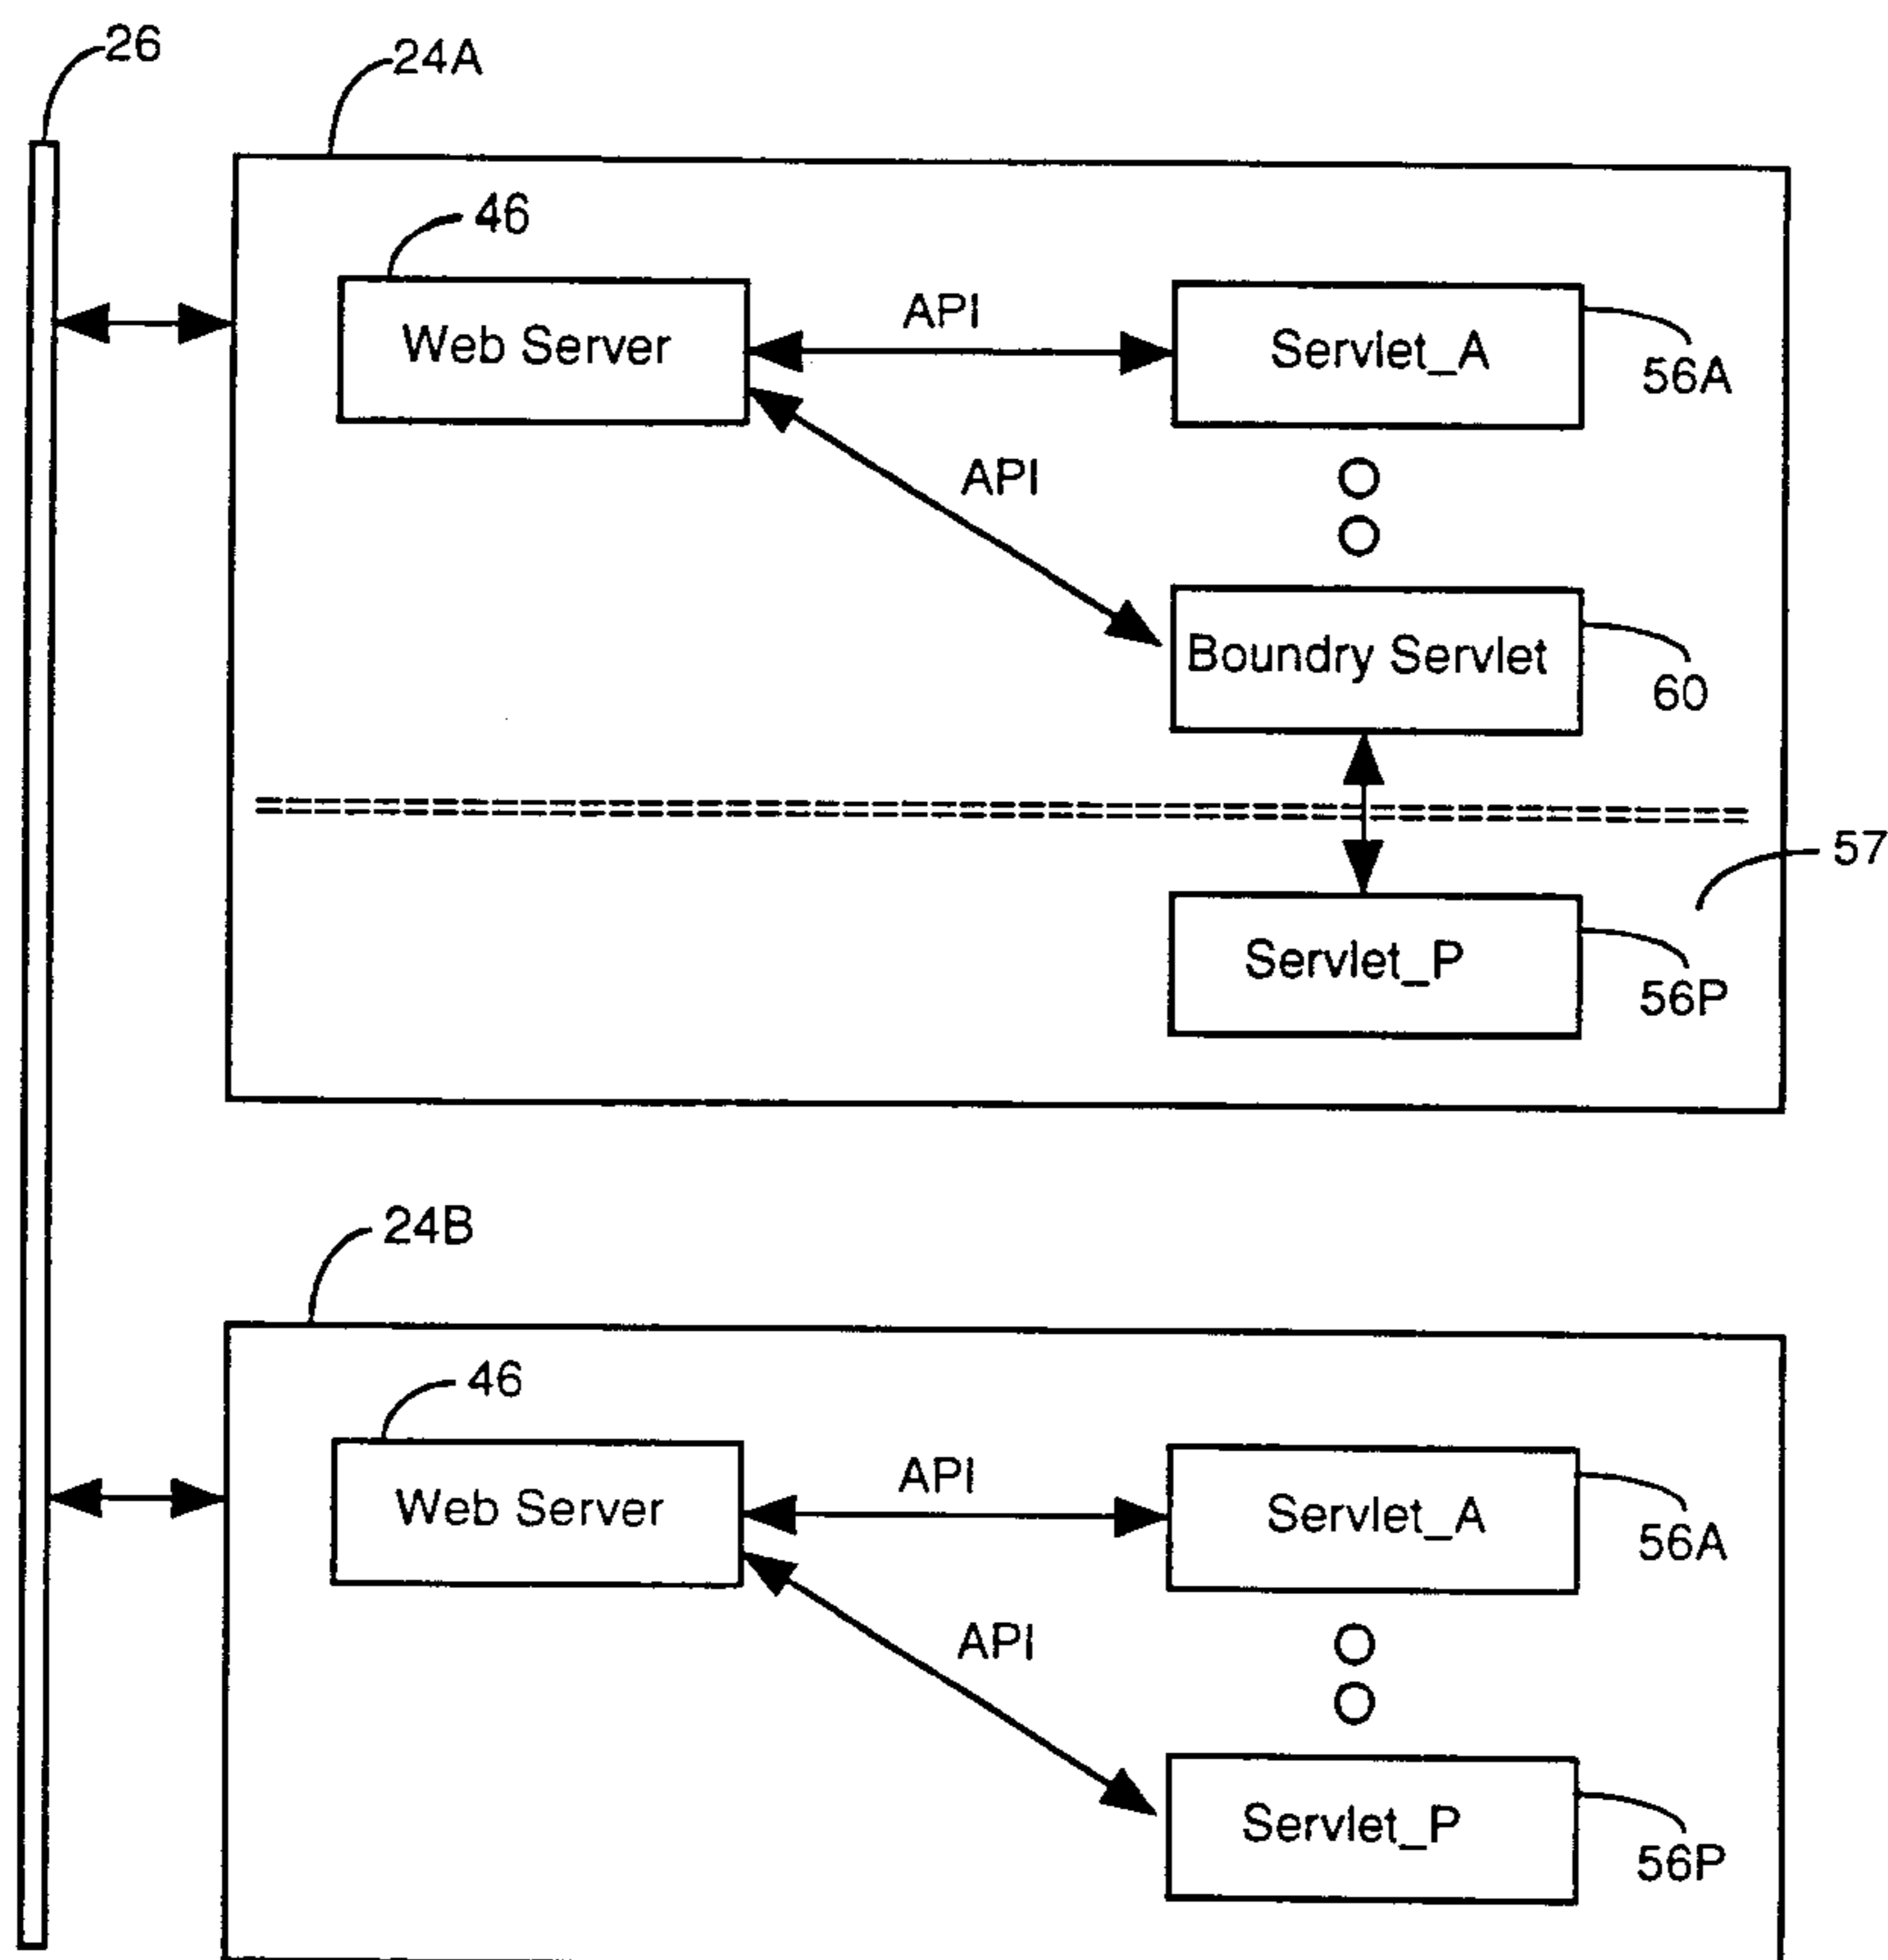 26
24A
46
Web Server
API
Servlet_A
56A
API
Boundry Servlet
60
57
Servlet_P
56P
24B
46
Web Server
API
Servlet_A
56A
API
Servlet_P
56P